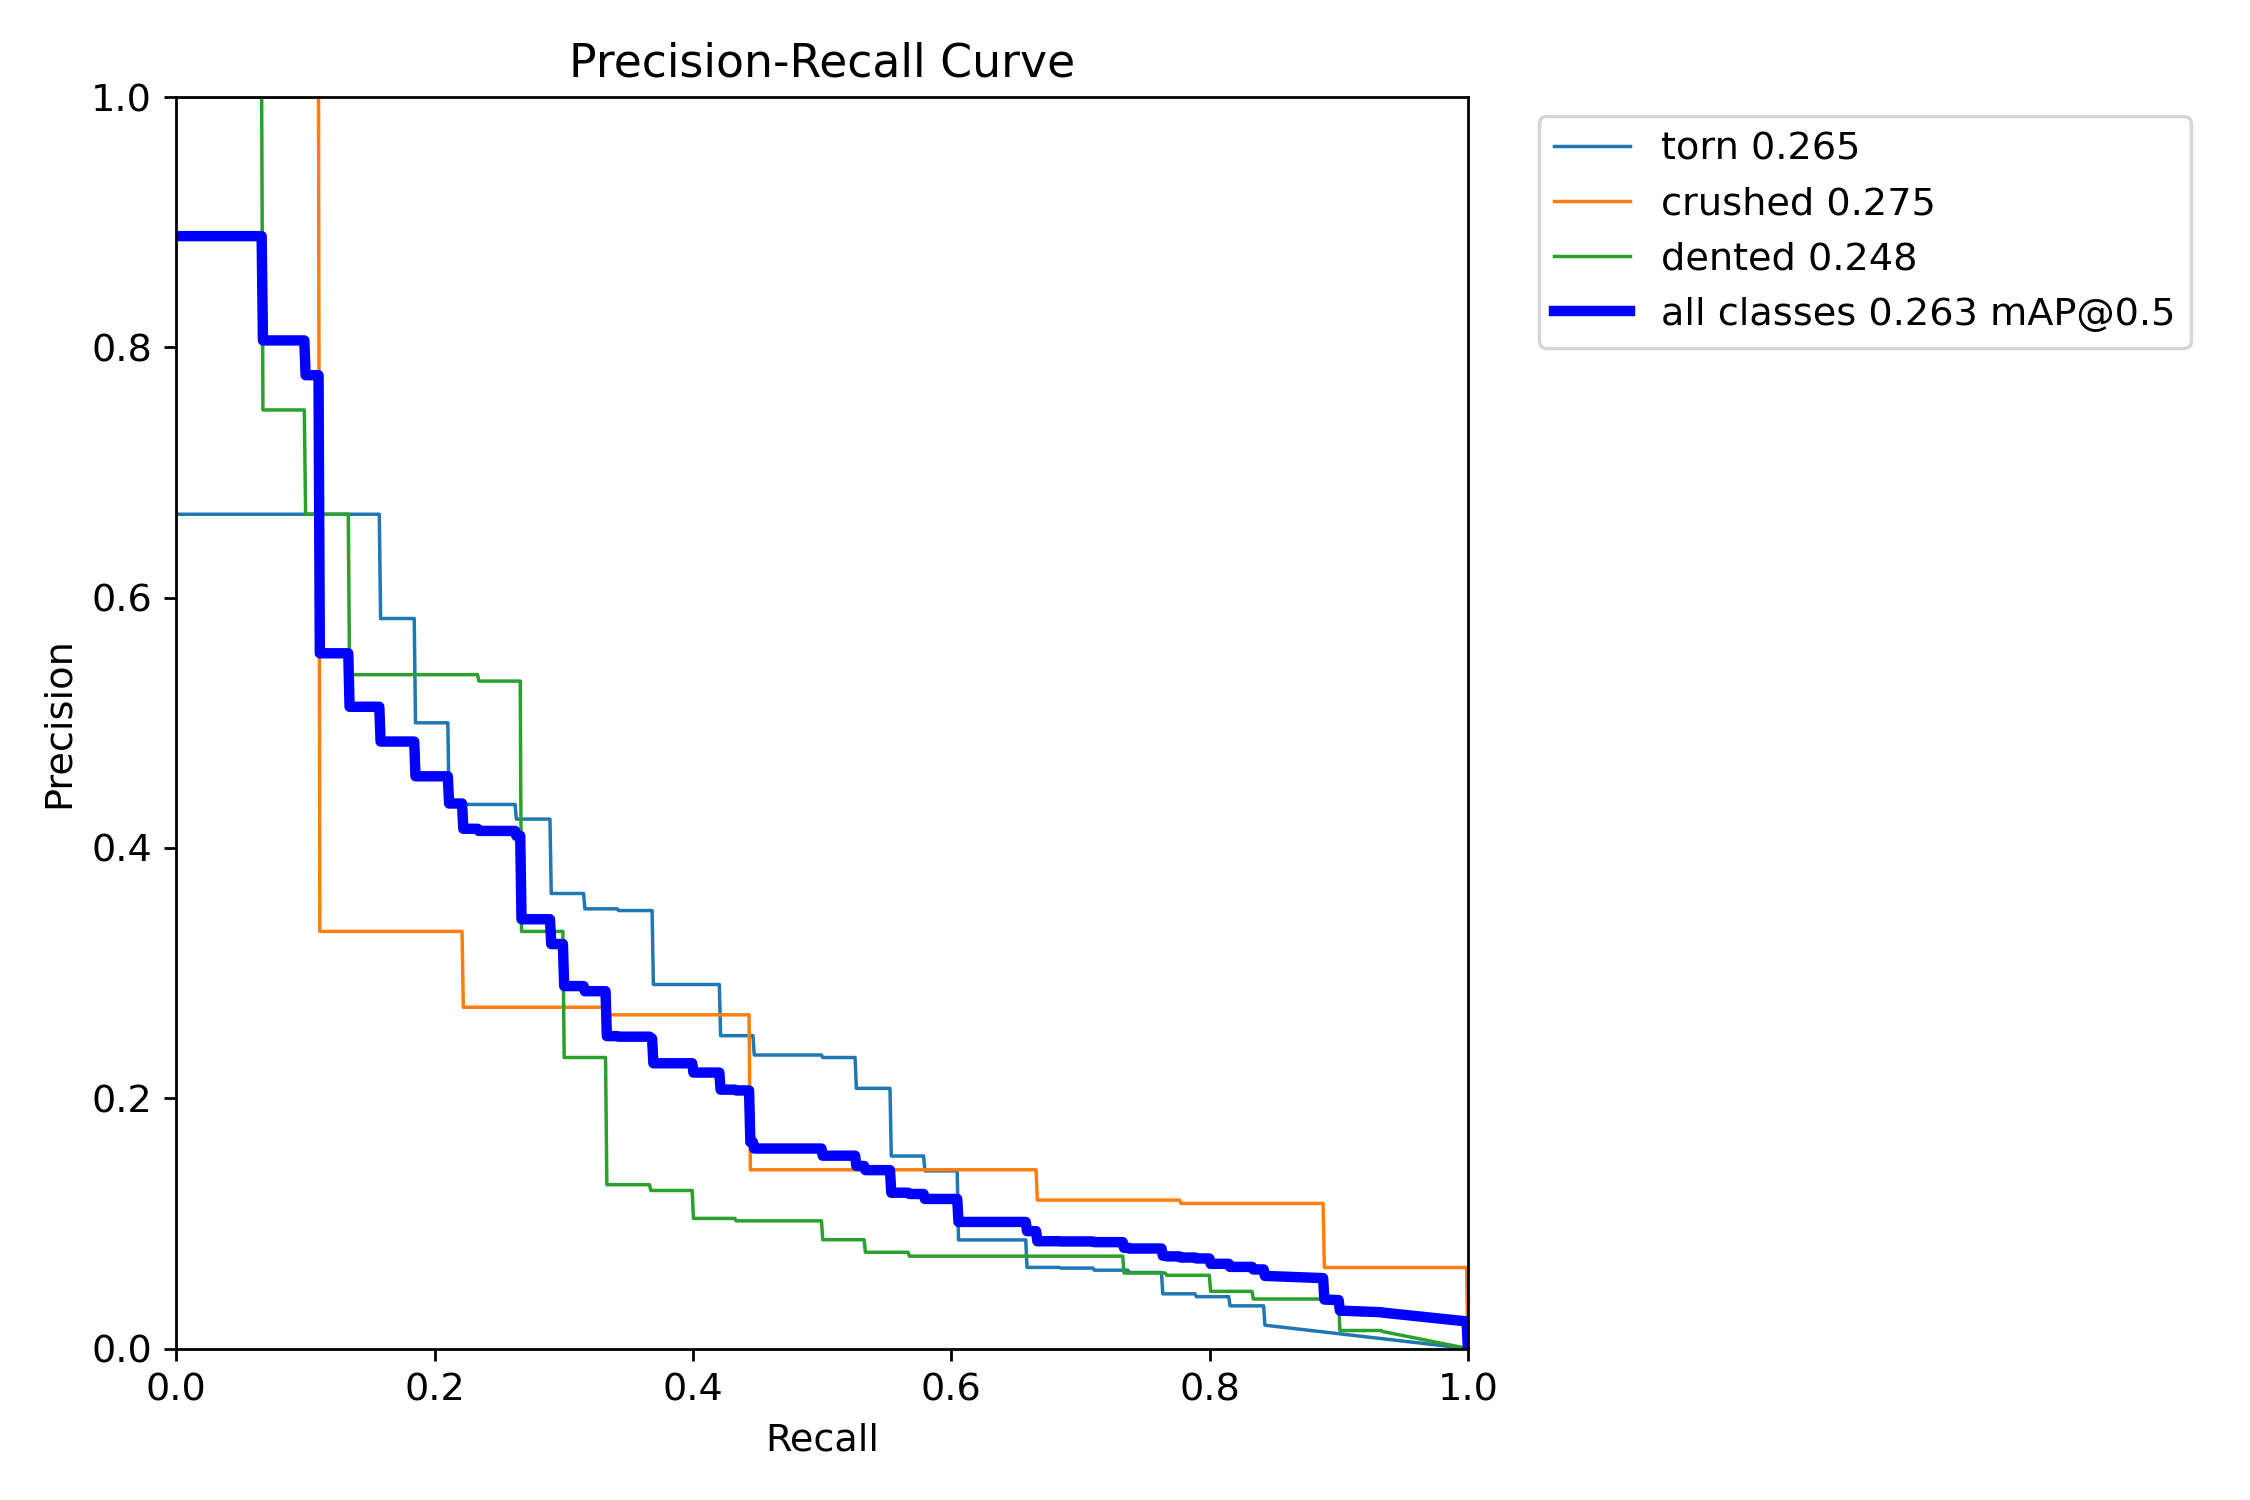 Precision-Recall Curve
1.0
0.8
0.6
0.4
0.2
0.0
Precision
0.0 0.2 0.4 0.6 0.8 1.0
Recall
torn 0.265
crushed 0.275
dented 0.248
all classes 0.263 mAP@0.5